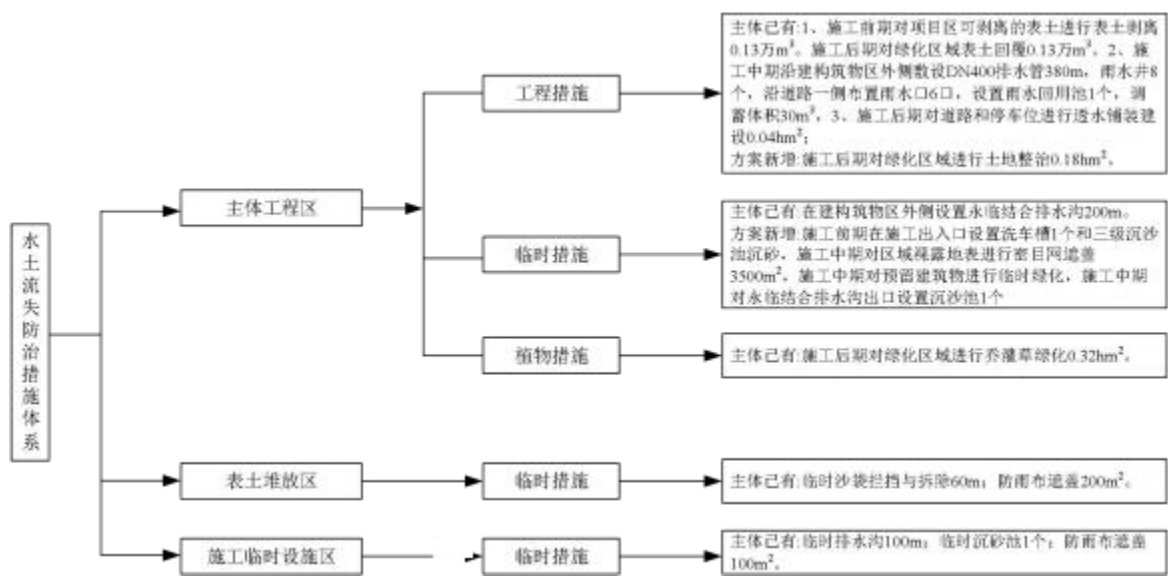 水土流失防治措施体系
主体工程区
工程措施
主体已有:1、施工前期对项目区可剥离的表土进行表土剥离
0.13万m³。施工后期对绿化区域表土回覆0.13万m³。2、施
工中期沿建构筑物区外侧敷设DN400排水管380m，雨水井8
个，沿道路一侧布置雨水口6口，设置雨水回用池1个，调
蓄体积30m³，3、施工后期对道路和停车位进行透水铺装建
设0.04hm²；
方案新增:施工后期对绿化区域进行土地整治0.18hm²。
临时措施
主体已有:在建构筑物区外侧设置永临结合排水沟200m。
方案新增:施工前期在施工出入口设置洗车槽1个和三级沉沙
池沉砂，施工中期对区域裸露地表进行密目网遮盖
3500m²，施工中期对预留建筑物进行临时绿化，施工中期
对永临结合排水沟出口设置沉沙池1个
植物措施
主体已有:施工后期对绿化区域进行乔灌草绿化0.32hm²。
表土堆放区
临时措施
主体已有:临时沙袋拦挡与拆除60m；防雨布遮盖200m²。
施工临时设施区
临时措施
主体已有:临时排水沟100m；临时沉砂池1个；防雨布遮盖
100m²。